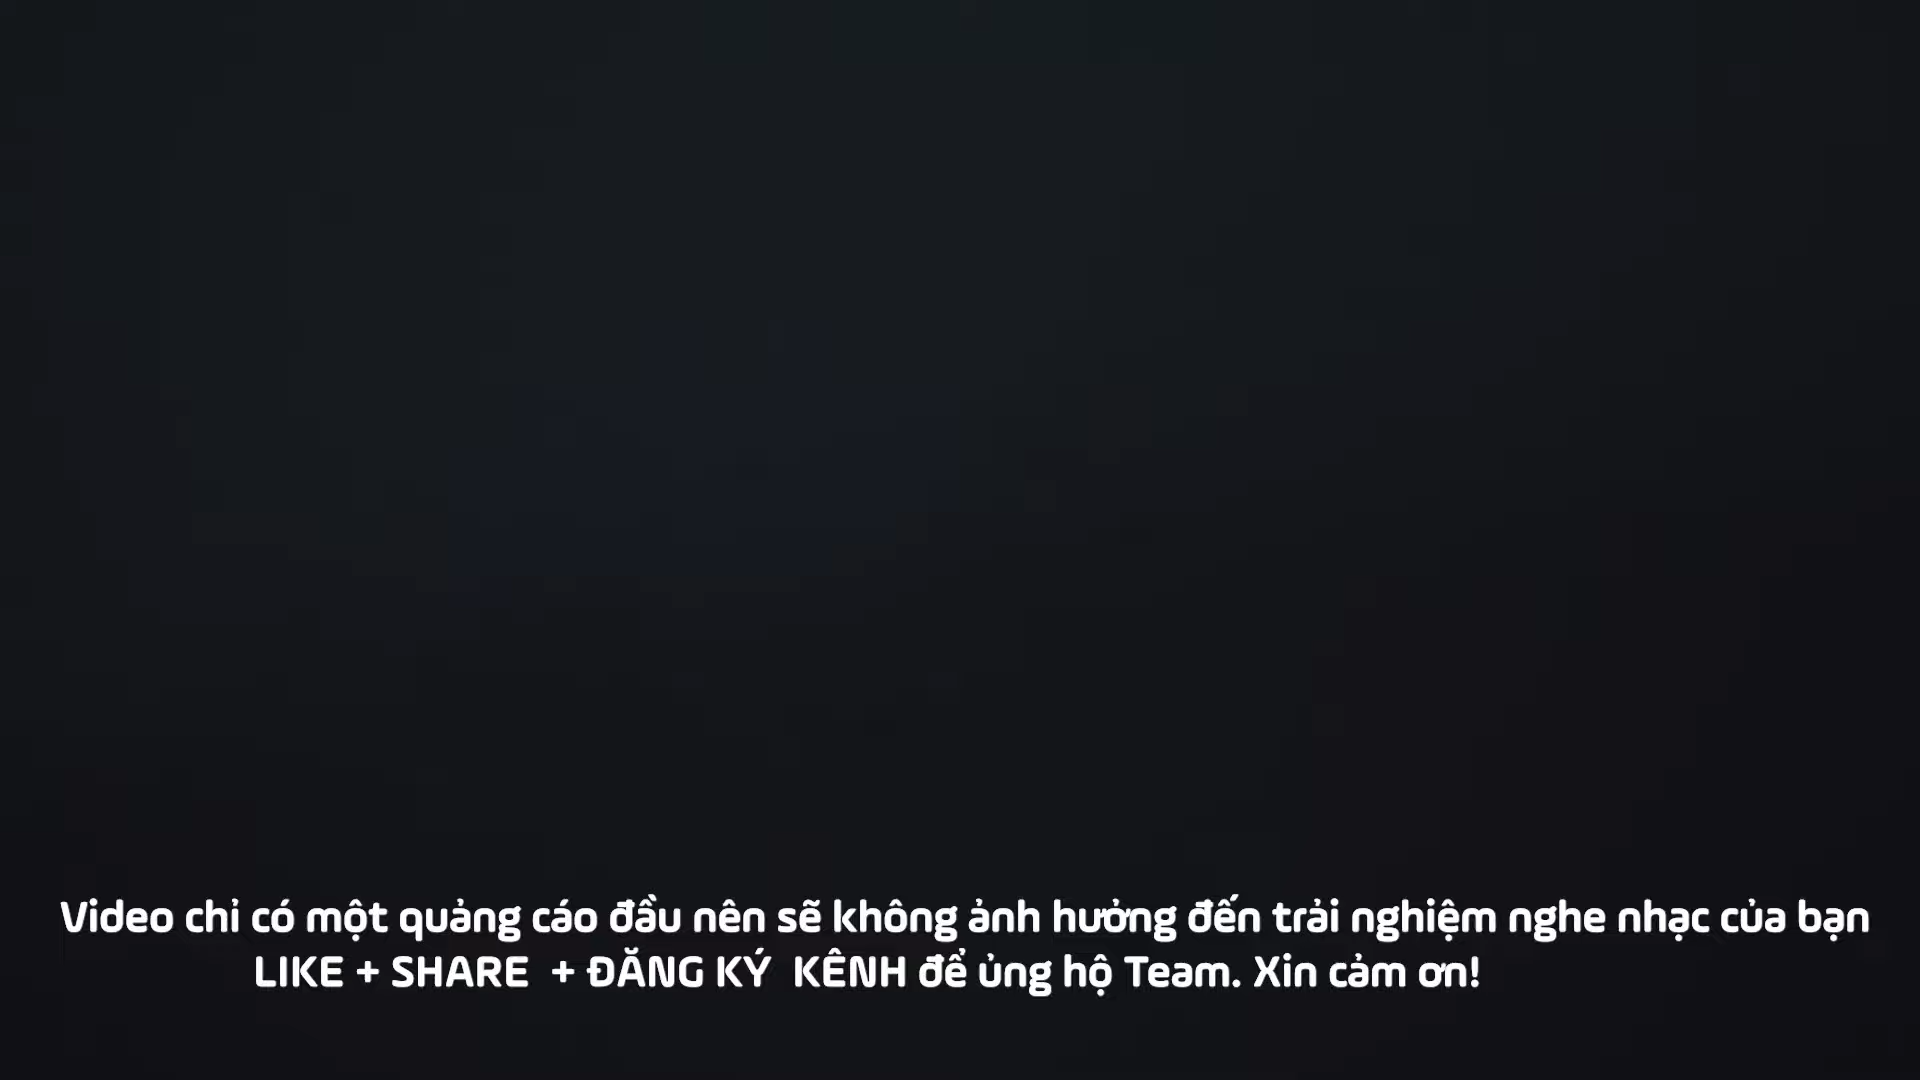 Video chỉ có một quảng cáo đầu nên sẽ không ảnh hưởng đến trải nghiệm nghe nhạc của bạn
LIKE + SHARE + ĐĂNG KÝ KÊNH để ủng hộ Team. Xin cảm ơn!